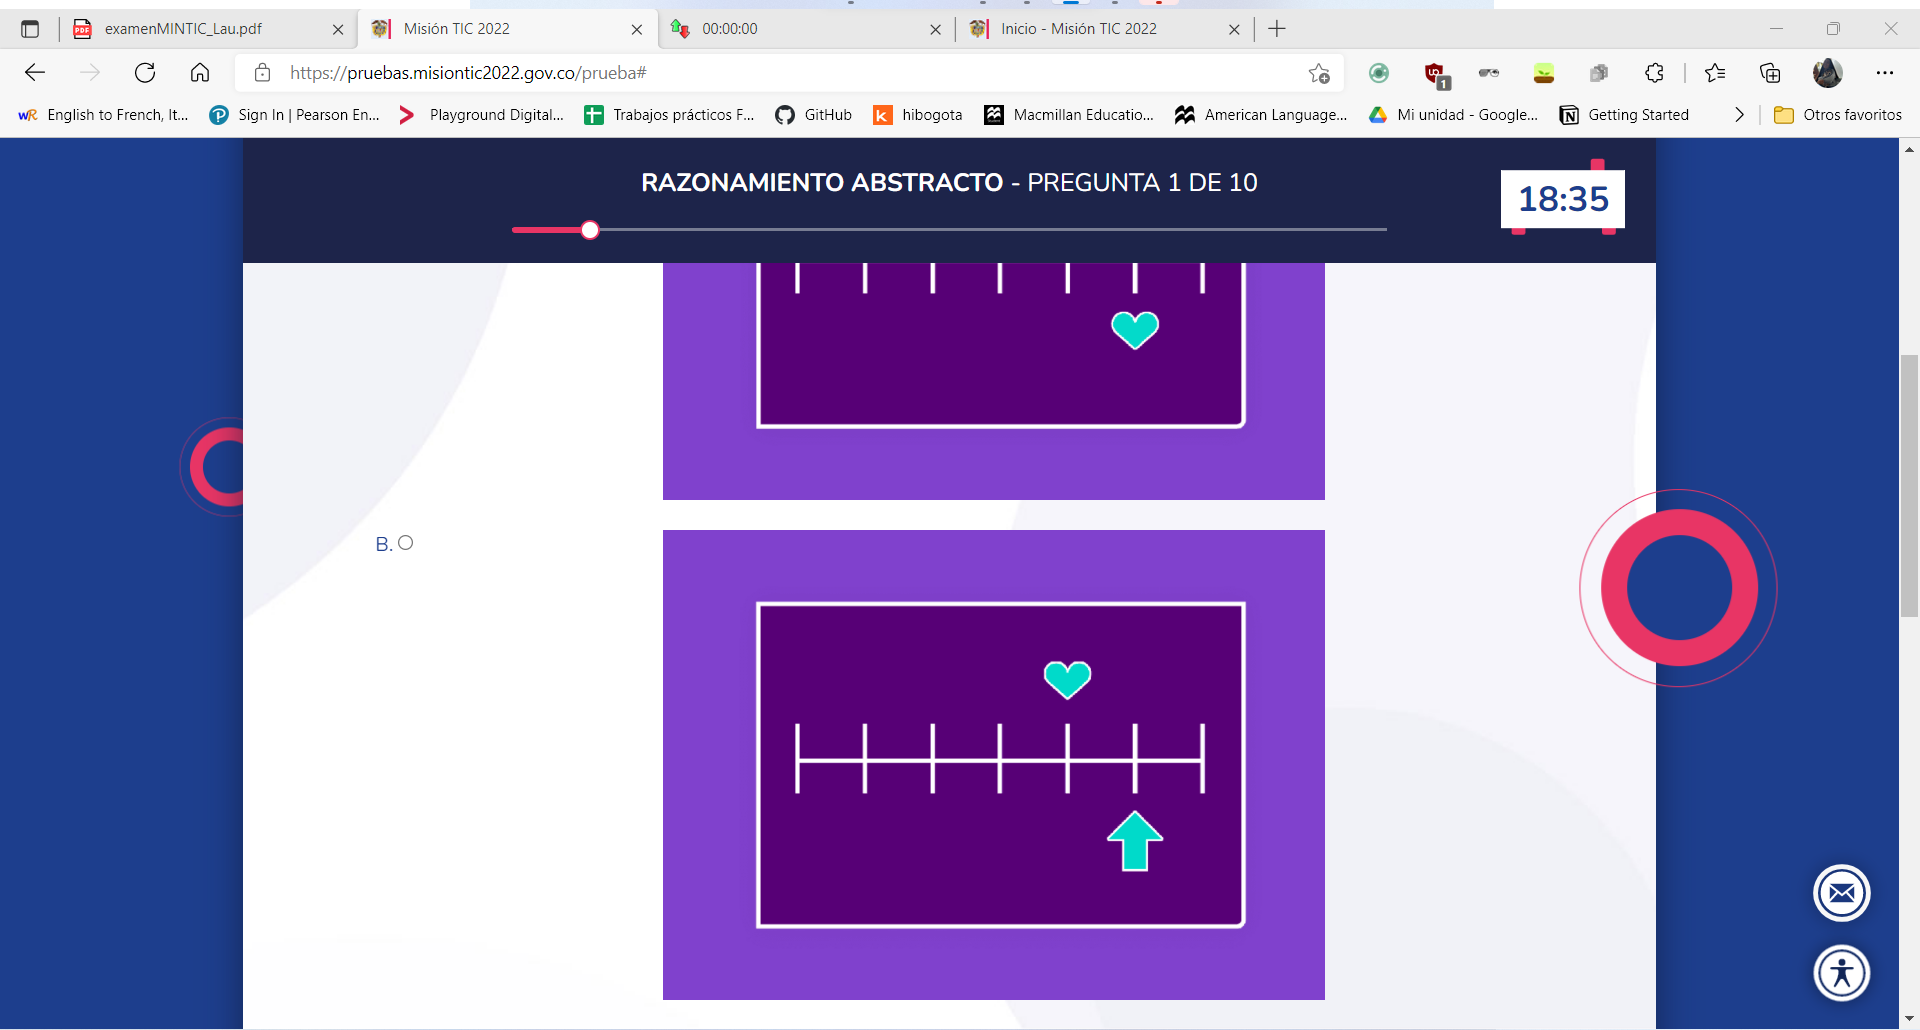 examenMINTIC_Lau.pdf
Misión TIC 2022
00:00:00
Inicio - Misión TIC 2022
https://pruebas.misiontic2022.gov.co/prueba#
1
English to French, It...
Sign In | Pearson En...
Playground Digital...
Trabajos prácticos F...
GitHub
hibogota
Macmillan Educatio...
American Language...
Mi unidad - Google...
Getting Started
Otros favoritos
RAZONAMIENTO ABSTRACTO - PREGUNTA 1 DE 10
18:35
B.